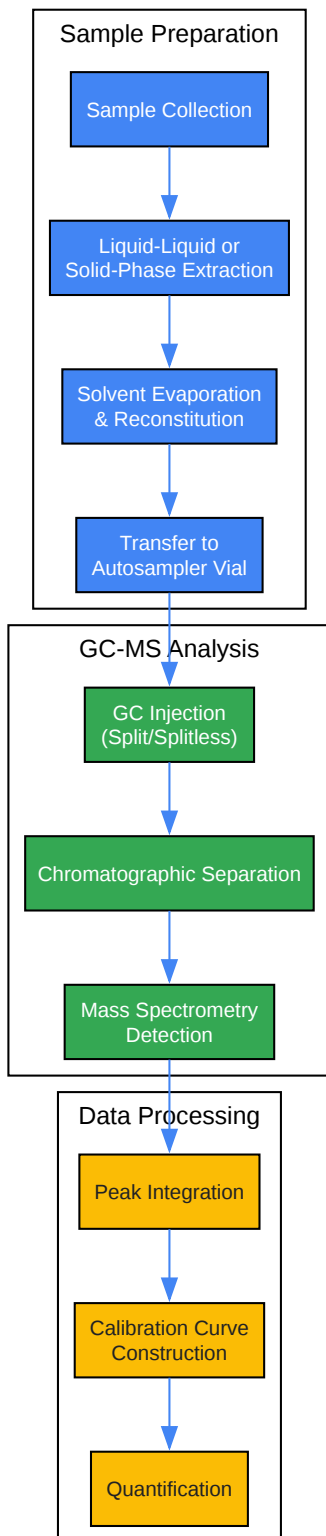 Sample Preparation
Sample Collection
Liquid-Liquid or
Solid-Phase Extraction
Solvent Evaporation
& Reconstitution
Transfer to
Autosampler Vial
GC-MS Analysis
GC Injection
(Split/Splitless)
Chromatographic Separation
Mass Spectrometry
Detection
Data Processing
Peak Integration
Calibration Curve
Construction
Quantification